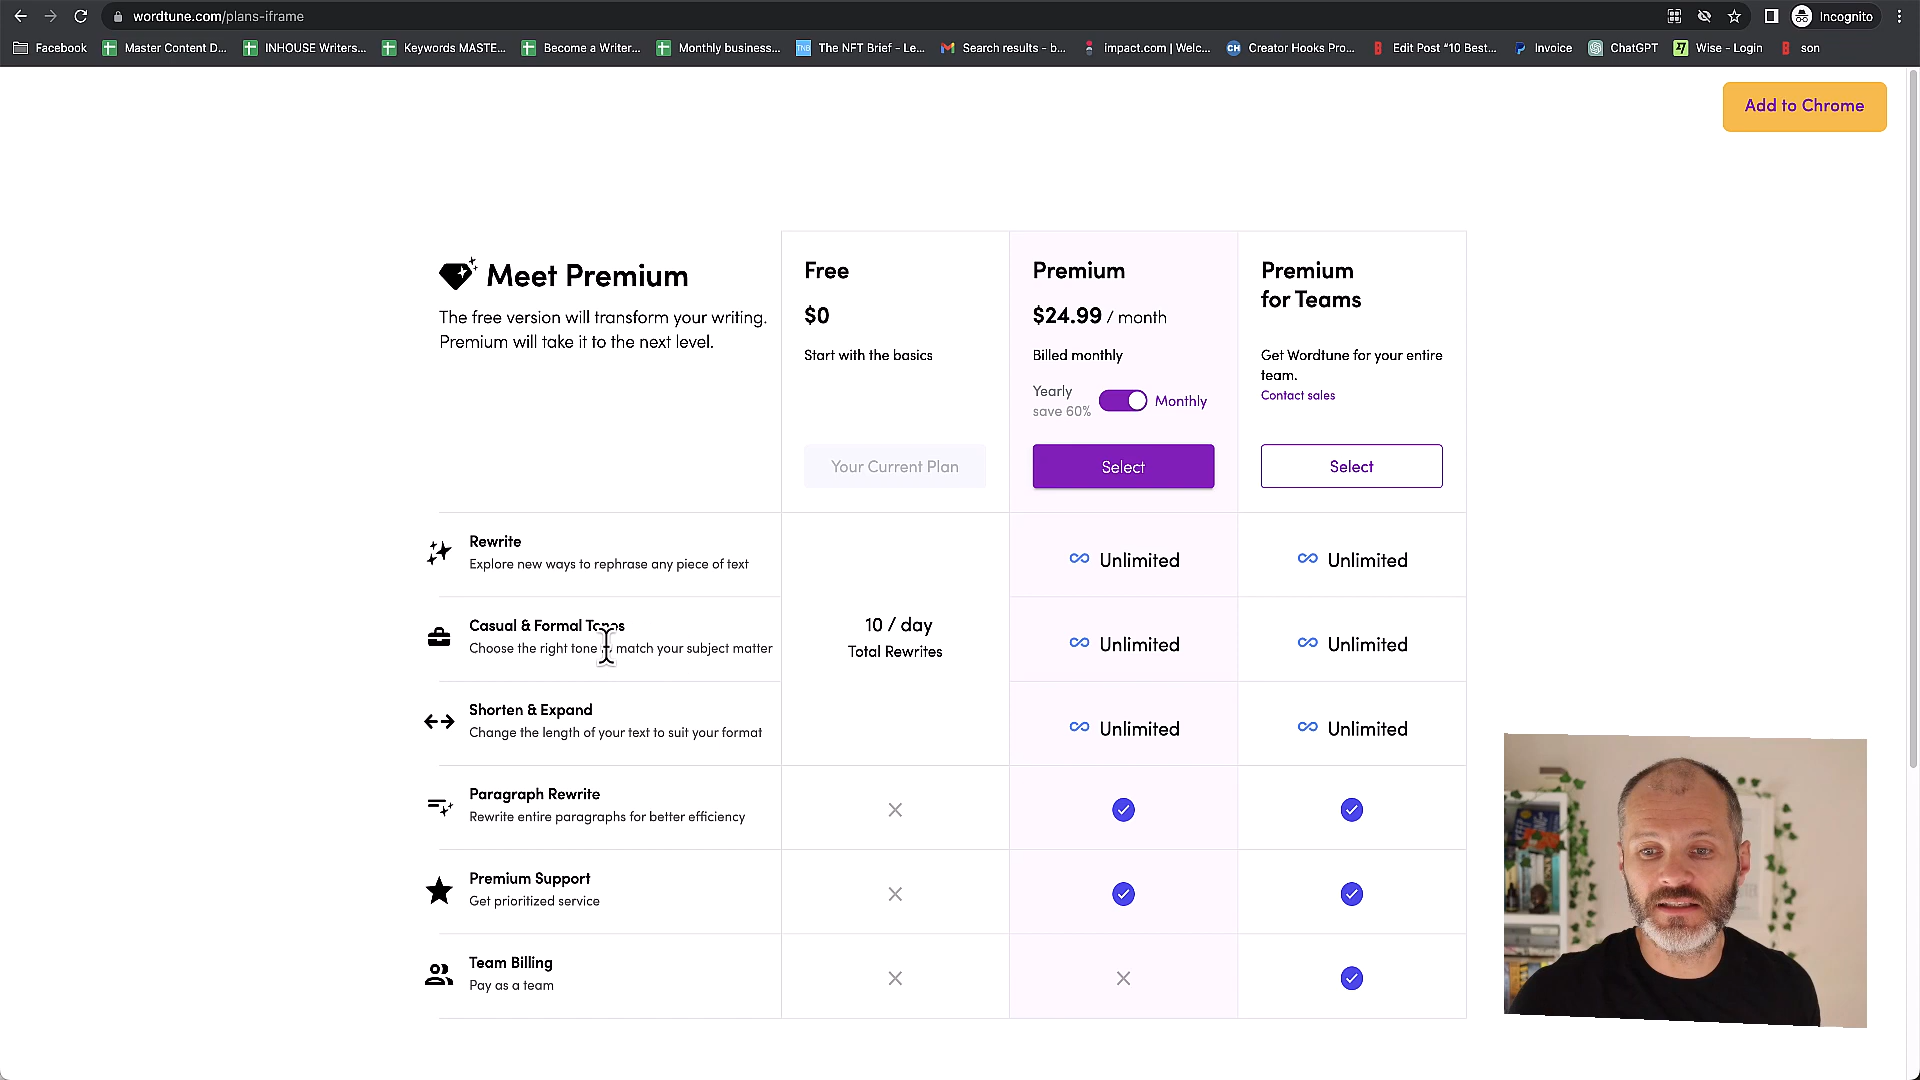 wordtune.com/plans-iframe
Incognito
Facebook
Master Content D...
INHOUSE Writers...
Keywords MASTE...
Become a Writer...
Monthly business...
TNB
The NFT Brief - Le...
Search results - b...
impact.com | Welc...
CH
Creator Hooks Pro...
Edit Post "10 Best...
Invoice
ChatGPT
Wise - Login
son
Add to Chrome
Meet Premium
The free version will transform your writing.
Premium will take it to the next level.
Free
$0
Start with the basics
Your Current Plan
Premium
$24.99 / month
Billed monthly
Yearly
save 60%
Monthly
Select
Premium
for Teams
Get Wordtune for your entire
team.
Contact sales
Select
Rewrite
Explore new ways to rephrase any piece of text
Unlimited
Unlimited
Casual & Formal Tones
Choose the right tone match your subject matter
10 / day
Total Rewrites
Unlimited
Unlimited
Shorten & Expand
Change the length of your text to suit your format
Unlimited
Unlimited
Paragraph Rewrite
Rewrite entire paragraphs for better efficiency
Premium Support
Get prioritized service
Team Billing
Pay as a team